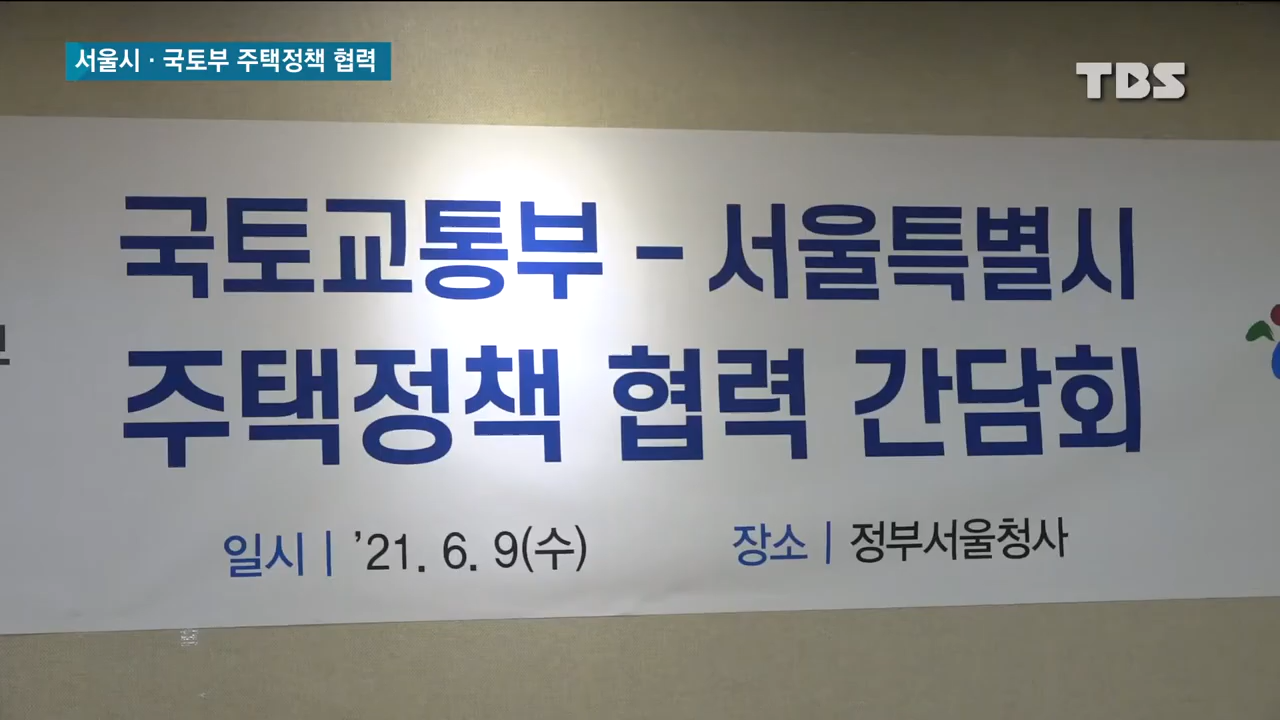 서울시 · 국토부 주택정책 협력
TBS
국토교통부 - 서울특별시
주택정책 협력 간담회
일시 | ’21. 6. 9(수)
장소 | 정부서울청사